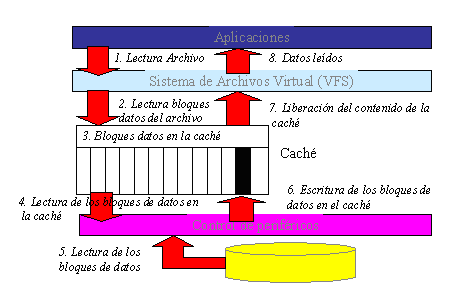 Aplicaciones
1. Lectura Archivo
8. Datos leídos
Sistema de Archivos Virtual (VFS)
2. Lectura bloques
datos del archivo
7. Liberación del contenido de la
caché
3. Bloques datos en la caché
Caché
4. Lectura de los bloques de datos en
la caché
6. Escritura de los bloques de
datos en el caché
Control de periféricos
5. Lectura de los
bloques de datos